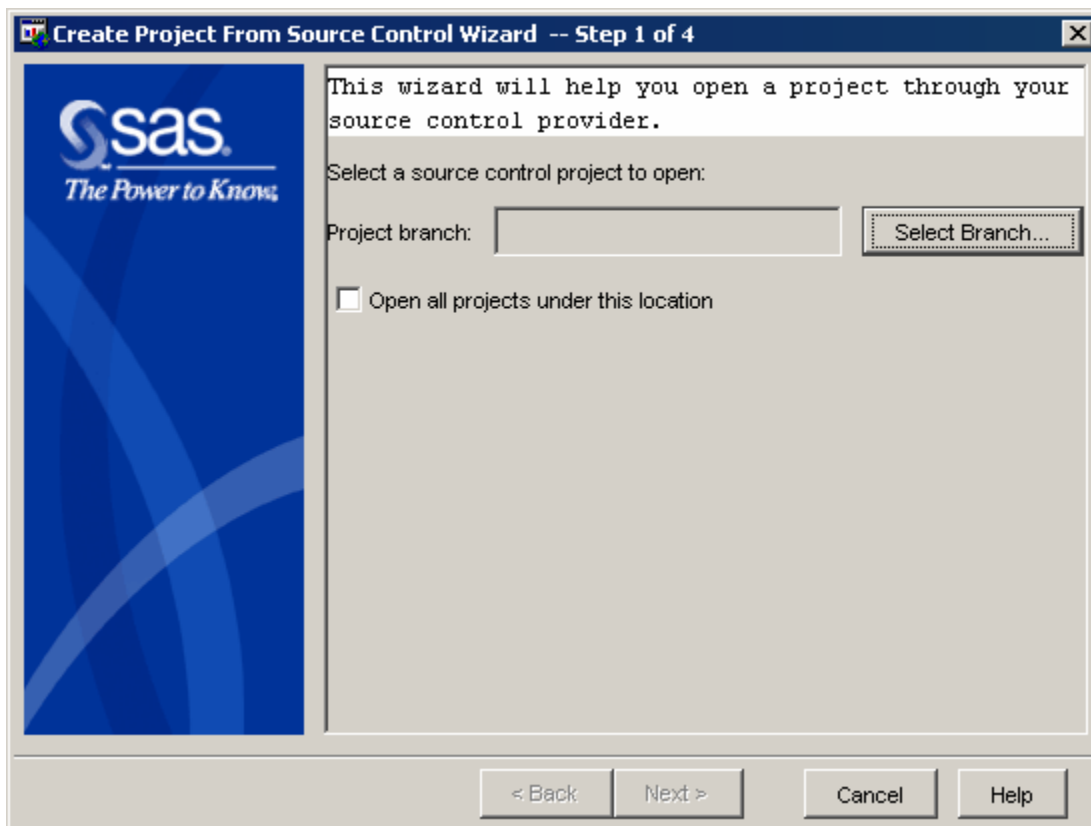 Create Project From Source Control Wizard -- Step 1 of 4
sas.
The Power to Know.
This wizard will help you open a project through your
source control provider.
Select a source control project to open:
Project branch:
Select Branch...
Open all projects under this location
< Back
Next >
Cancel
Help